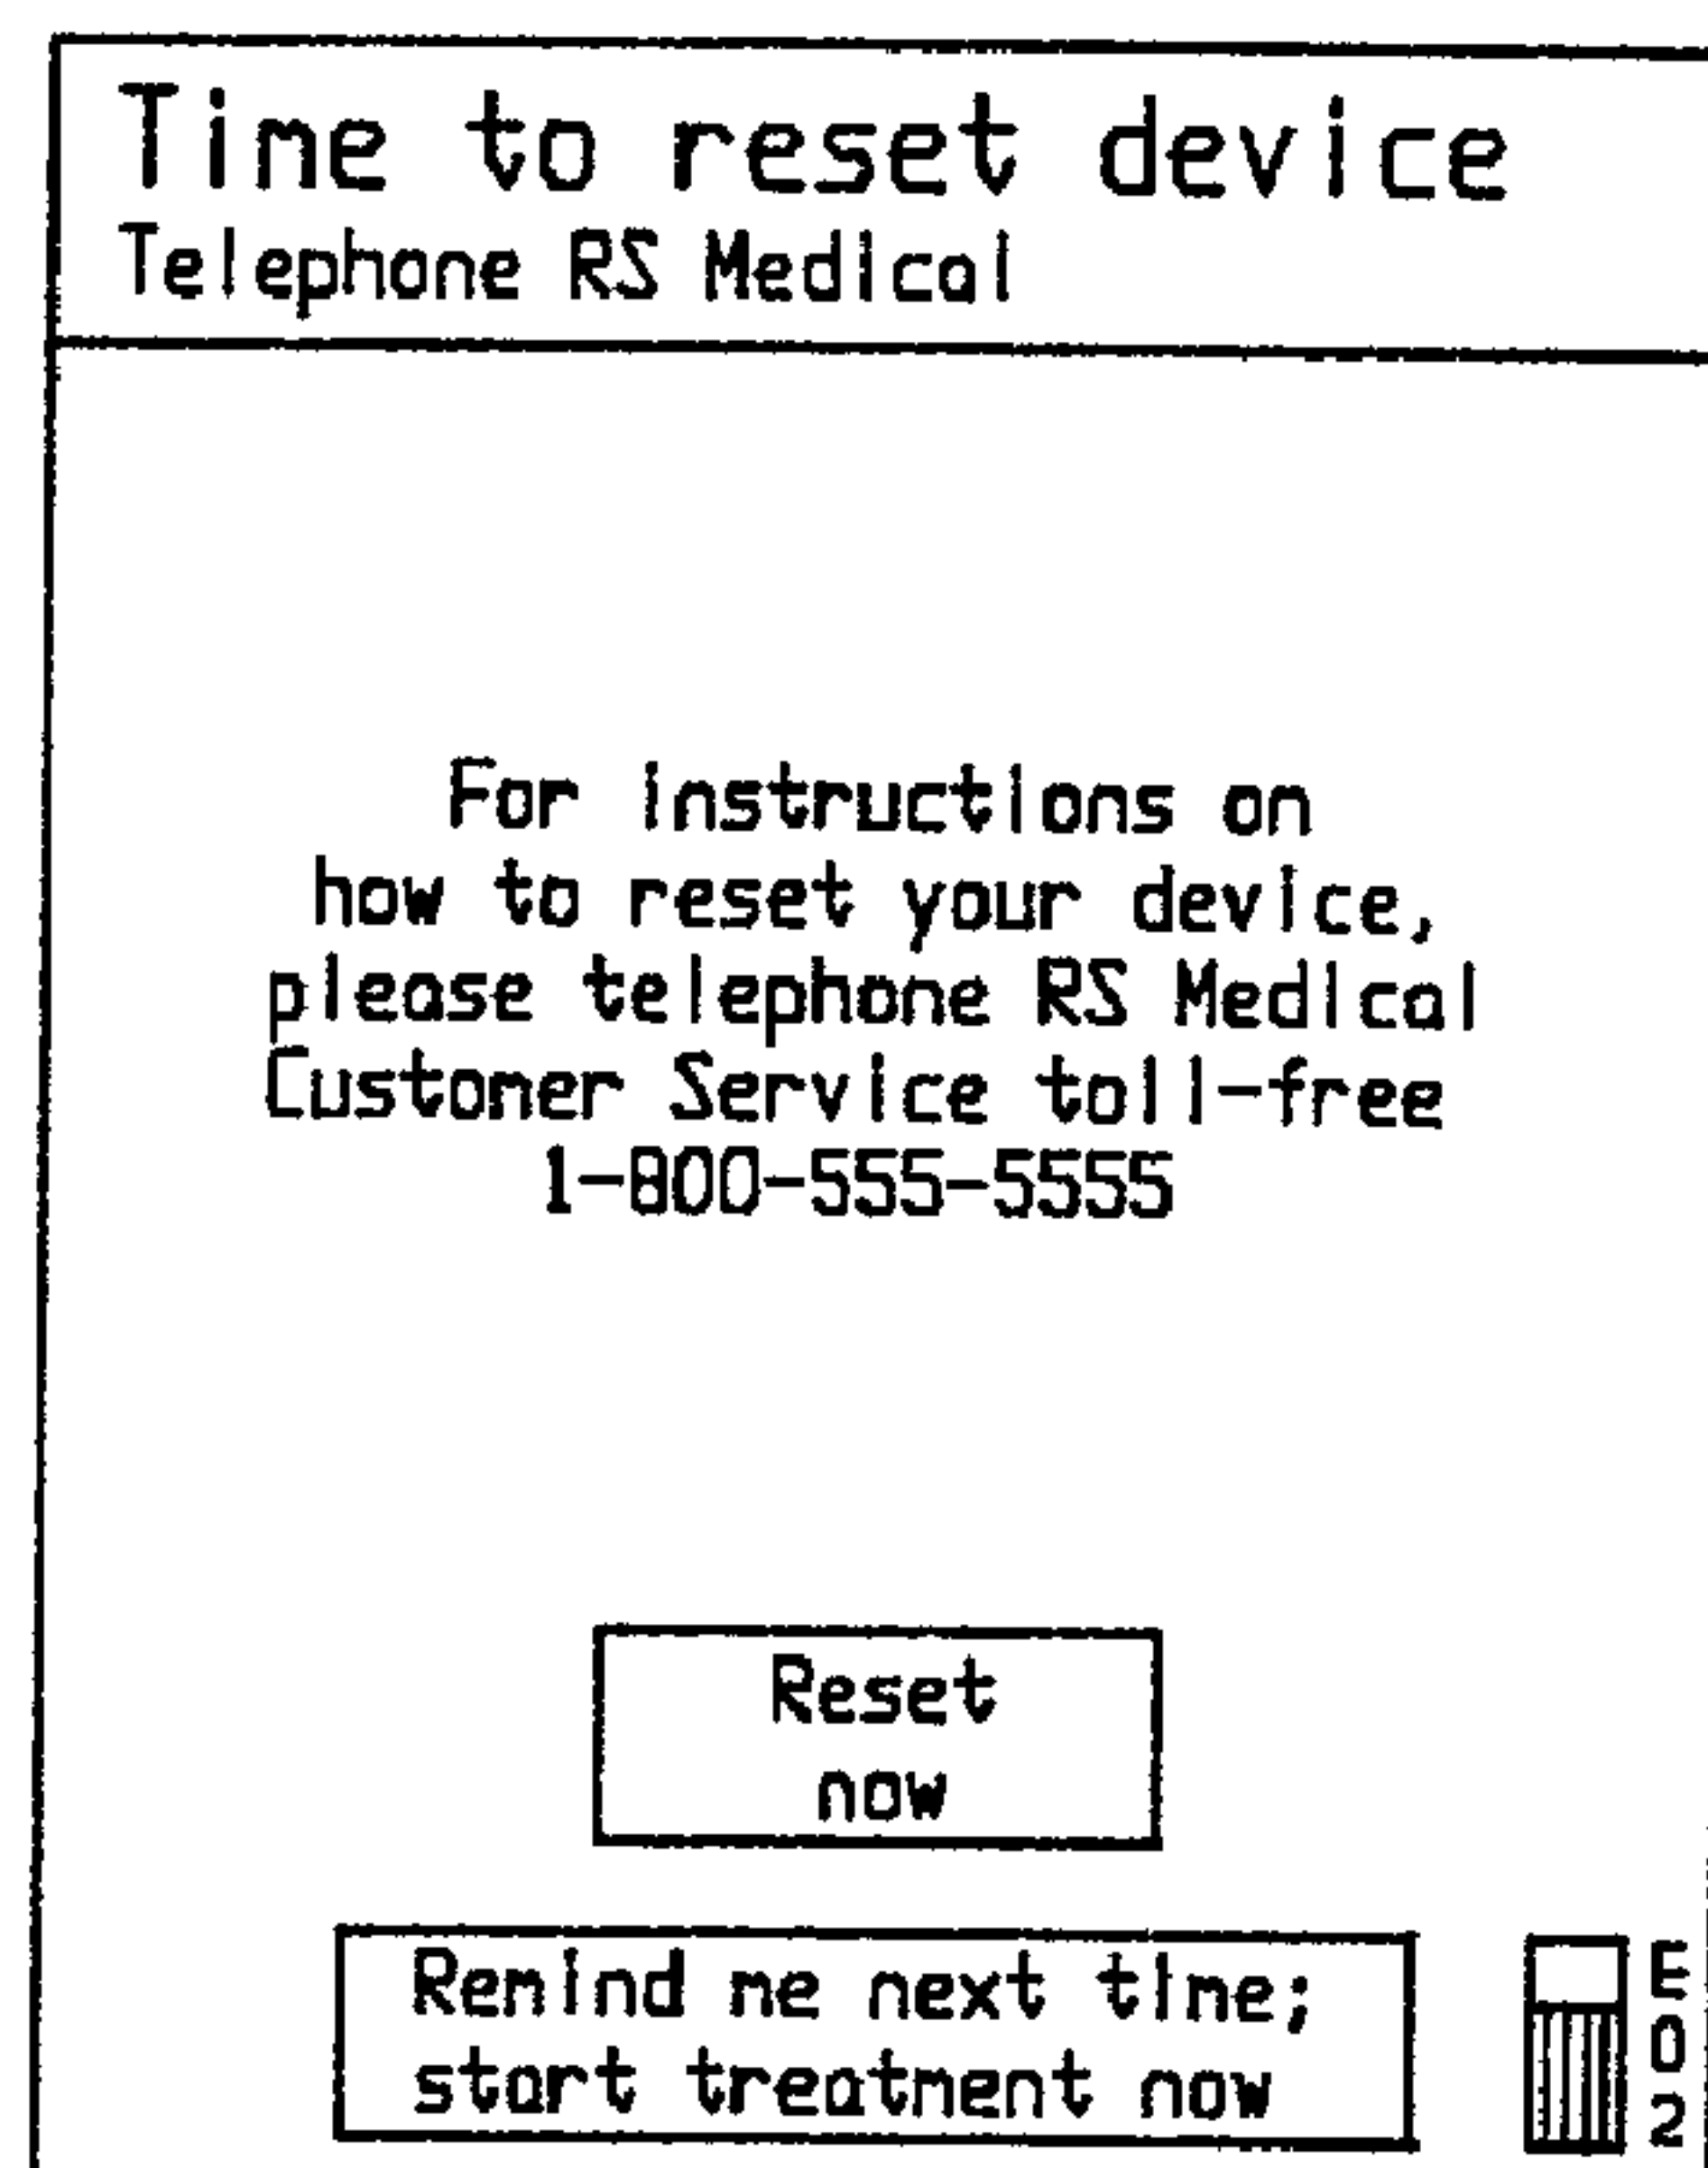 Time to reset device
Telephone RS Medical
For instructions on
how to reset your device,
please telephone RS Medical
Customer Service toll-free
1-800-555-5555
Reset
now
Remind me next time;
start treatment now
E
0
2